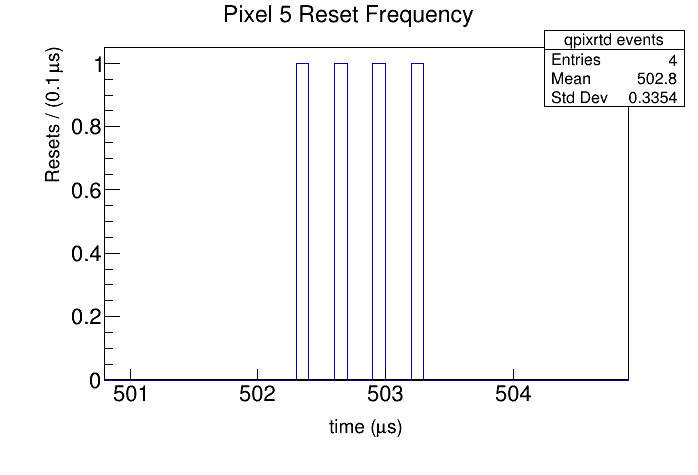 Pixel 5 Reset Frequency
qpixrtd events
Entries 4
Mean 502.8
Std Dev 0.3354
Resets / (0.1 μs)
1
0.8
0.6
0.4
0.2
0
501 502 503 504
time (μs)